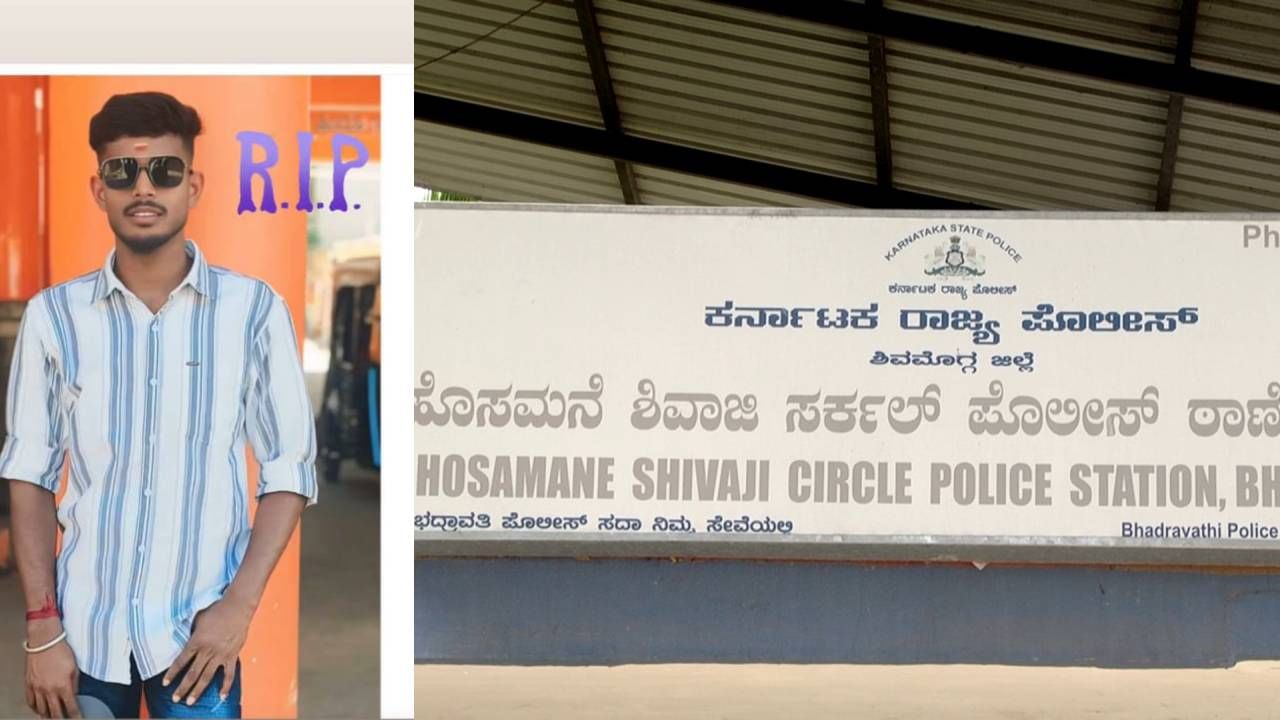 R.I.P.
Ph
KARNATAKA STATE POLICE
ಕರ್ನಾಟಕ ರಾಜ್ಯ ಪೊಲೀಸ್
ಕರ್ನಾಟಕ ರಾಜ್ಯ ಪೊಲೀಸ್
ಶಿವಮೊಗ್ಗ ಜಿಲ್ಲೆ
ಹೊಸಮನೆ ಶಿವಾಜಿ ಸರ್ಕಲ್ ಪೊಲೀಸ್ ಠಾಣೆ
HOSAMANE SHIVAJI CIRCLE POLICE STATION, BH
ಭದ್ರಾವತಿ ಪೊಲೀಸ್ ಸದಾ ನಿಮ್ಮ ಸೇವೆಯಲ್ಲಿ
Bhadravathi Police